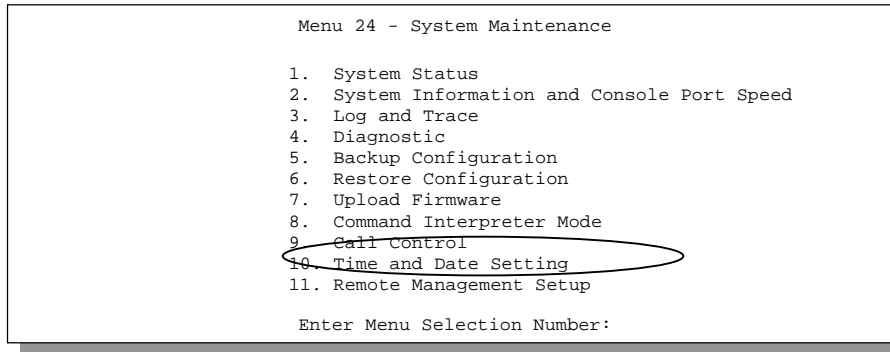 Menu 24 - System Maintenance
1. System Status
2. System Information and Console Port Speed
3. Log and Trace
4. Diagnostic
5. Backup Configuration
6. Restore Configuration
7. Upload Firmware
8. Command Interpreter Mode
9. Call Control
10. Time and Date Setting
11. Remote Management Setup
Enter Menu Selection Number: